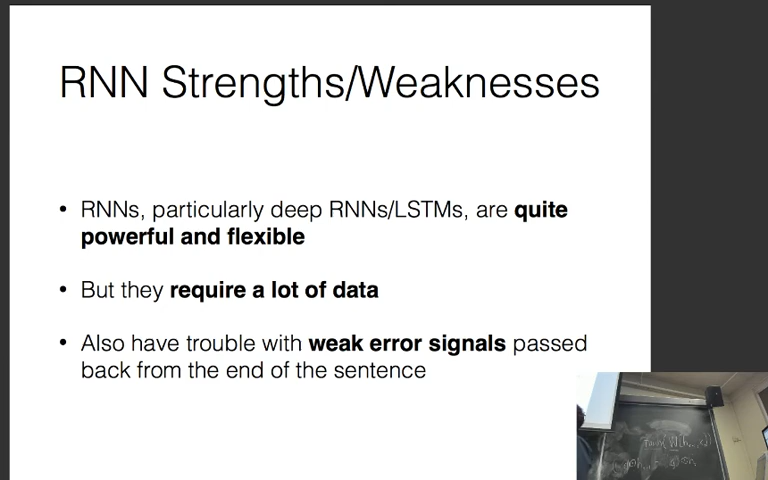 RNN Strengths/Weaknesses
• RNNs, particularly deep RNNs/LSTMs, are quite
powerful and flexible
• But they require a lot of data
• Also have trouble with weak error signals passed
back from the end of the sentence